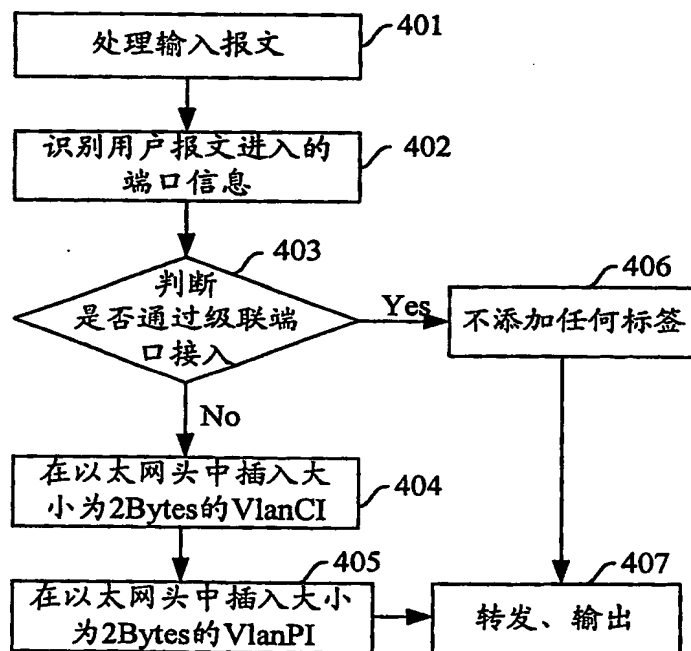 处理输入报文
401
识别用户报文进入的
端口信息
402
403
判断
是否通过级联端
口接入
Yes
406
不添加任何标签
No
在以太网头中插入大
小为2Bytes的VlanCI
404
405
在以太网头中插入大小
为2Bytes的VlanPI
407
转发、输出